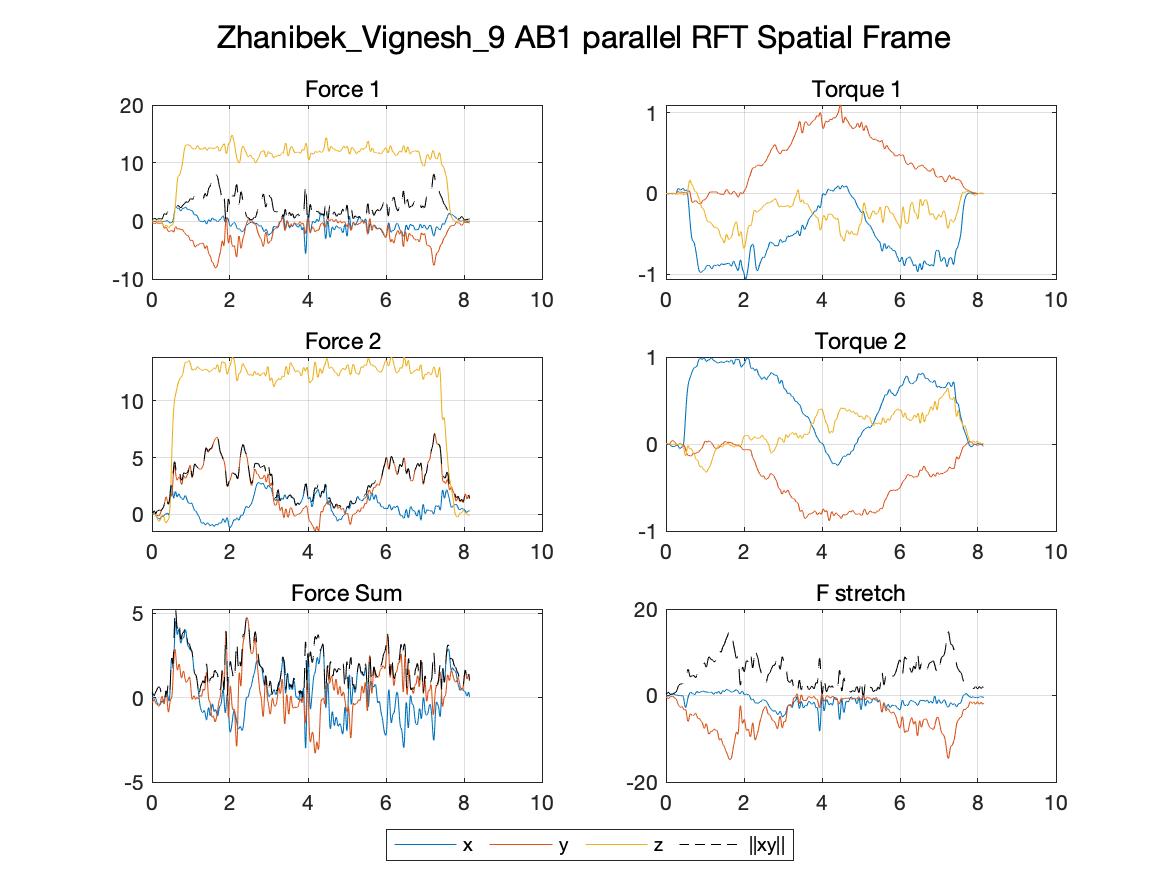 Zhanibek_Vignesh_9 AB1 parallel RFT Spatial Frame
Force 1
20
10
0
-10
0 2 4 6 8 10
Torque 1
1
0
-1
0 2 4 6 8 10
Force 2
10
5
0
0 2 4 6 8 10
Torque 2
1
0
-1
0 2 4 6 8 10
Force Sum
5
0
-5
0 2 4 6 8 10
F stretch
20
0
-20
0 2 4 6 8 10
x y z ||xy||